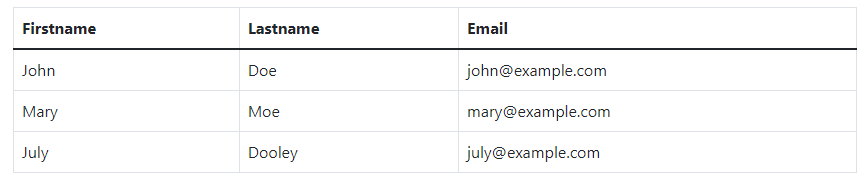 Firstname Lastname Email
John Doe john@example.com
Mary Moe mary@example.com
July Dooley july@example.com